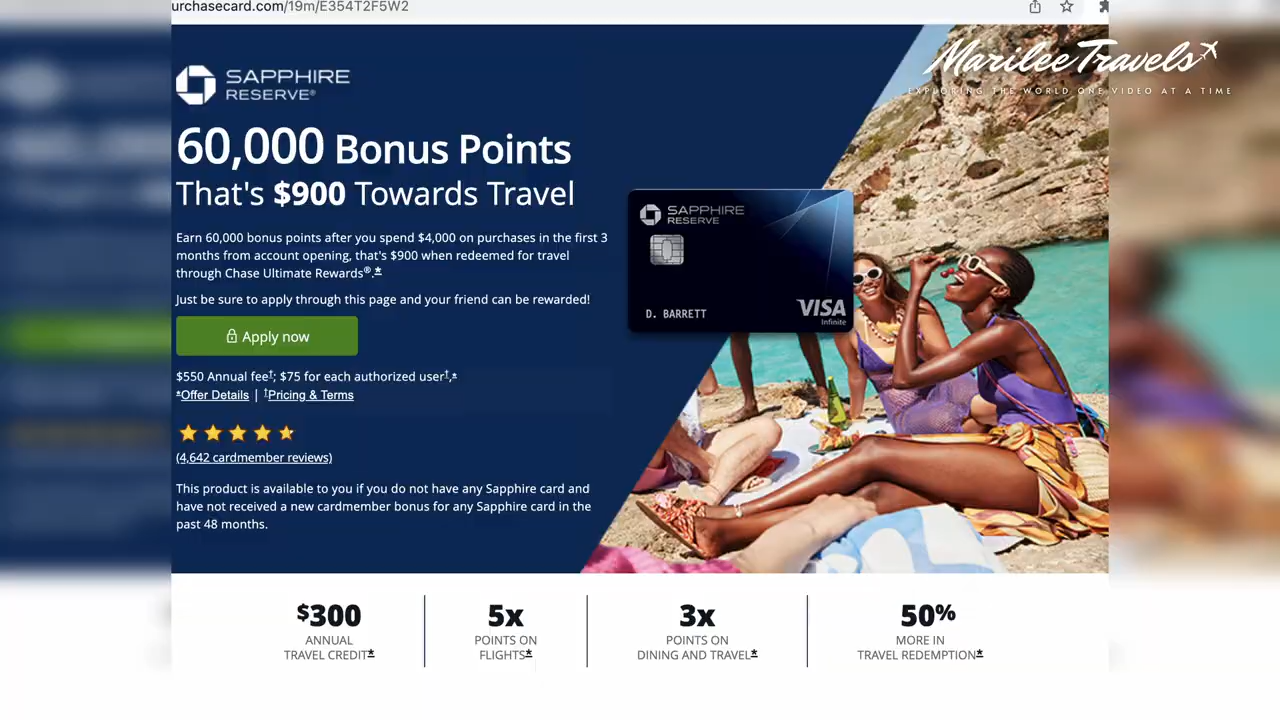 urchasecard.com/19m/E354T2F5W2
Marilee Travels
EXPLORING THE WORLD ONE VIDEO AT A TIME
SAPPHIRE
RESERVE®
60,000 Bonus Points
That's $900 Towards Travel
Earn 60,000 bonus points after you spend $4,000 on purchases in the first 3
months from account opening, that's $900 when redeemed for travel
through Chase Ultimate Rewards®.*
Just be sure to apply through this page and your friend can be rewarded!
Apply now
$550 Annual fee†; $75 for each authorized user†,*
*Offer Details | †Pricing & Terms
(4,642 cardmember reviews)
This product is available to you if you do not have any Sapphire card and
have not received a new cardmember bonus for any Sapphire card in the
past 48 months.
SAPPHIRE
RESERVE
D. BARRETT
VISA
Infinite
$300
ANNUAL
TRAVEL CREDIT*
5x
POINTS ON
FLIGHTS*
3x
POINTS ON
DINING AND TRAVEL*
50%
MORE IN
TRAVEL REDEMPTION*